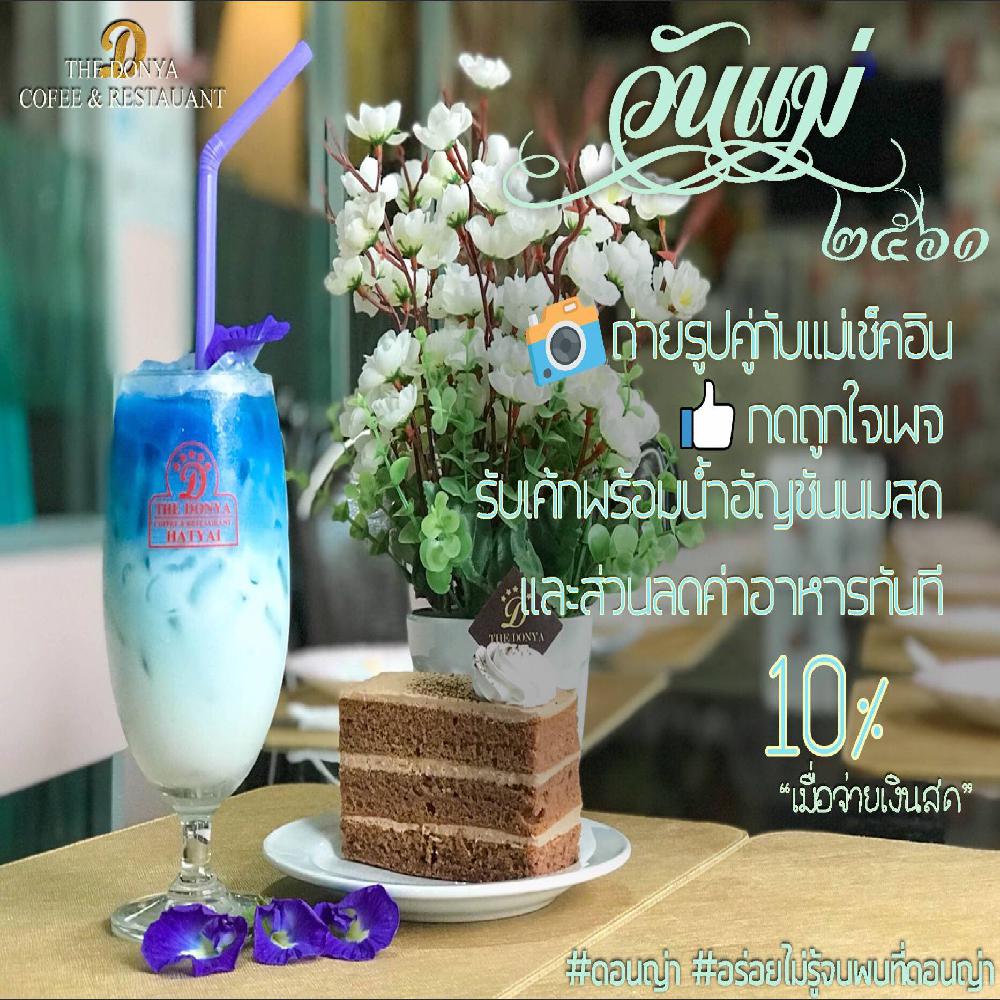 THE DONYA
COFEE & RESTAUANT
วันแม่
๒๕๖๑
ถ่ายรูปคู่กับแม่เช็คอิน
กดถูกใจเพจ
รับเค้กพร้อมน้ำอัญชันนมสด
และส่วนลดค่าอาหารทันที
10%
“เมื่อจ่ายเงินสด”
D
THE DONYA
COFFEE & RESTAURANT
HATYAI
D
THE DONYA
#ดอนญ่า #อร่อยไม่รู้จนพบที่ดอนญ่า